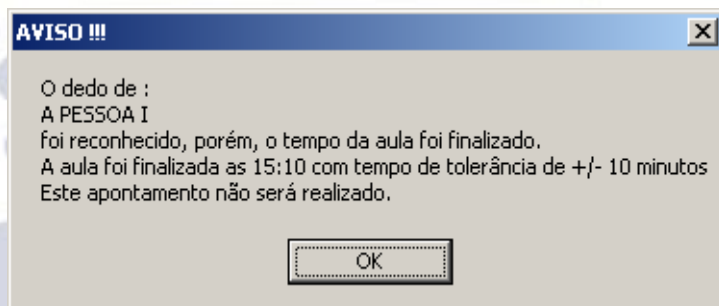 AVISO !!!
O dedo de :
A PESSOA I
foi reconhecido, porém, o tempo da aula foi finalizado.
A aula foi finalizada as 15:10 com tempo de tolerância de +/- 10 minutos
Este apontamento não será realizado.
OK